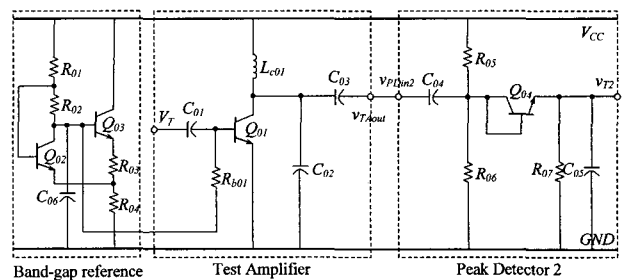 V_CC
R_01
R_02
Q_03
Q_02
R_03
C_06
R_04
V_T
C_01
L_c01
Q_01
R_b01
C_02
C_03
v_TAout
v_PDin2
C_04
R_05
Q_04
v_T2
R_06
R_07
C_05
GND
Band-gap reference
Test Amplifier
Peak Detector 2